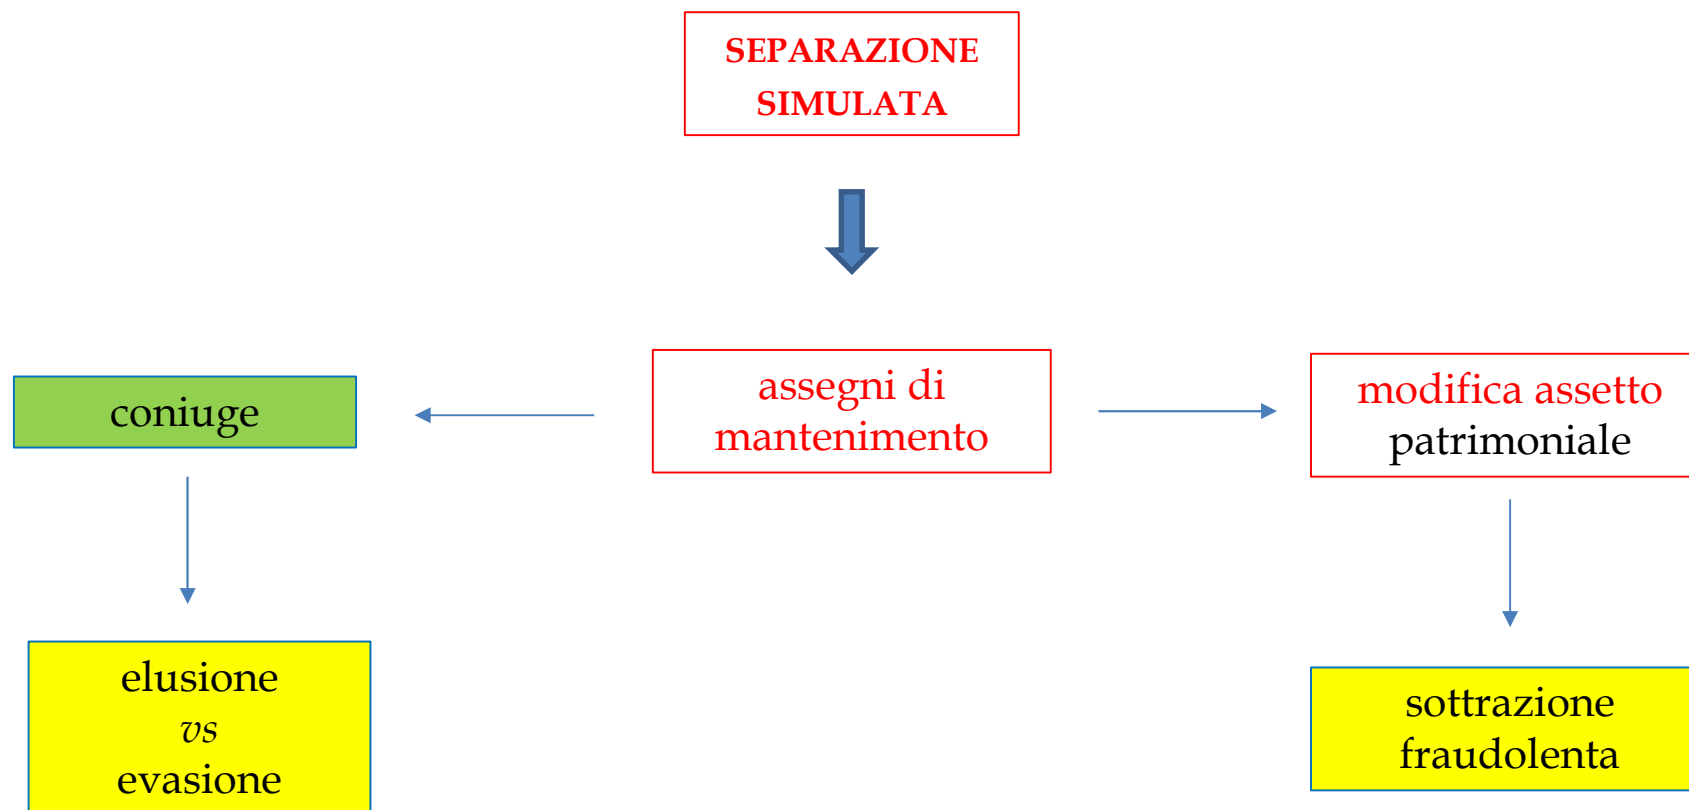 SEPARAZIONE
SIMULATA
coniuge
assegni di
mantenimento
modifica assetto
patrimoniale
elusione
vs
evasione
sottrazione
fraudolenta